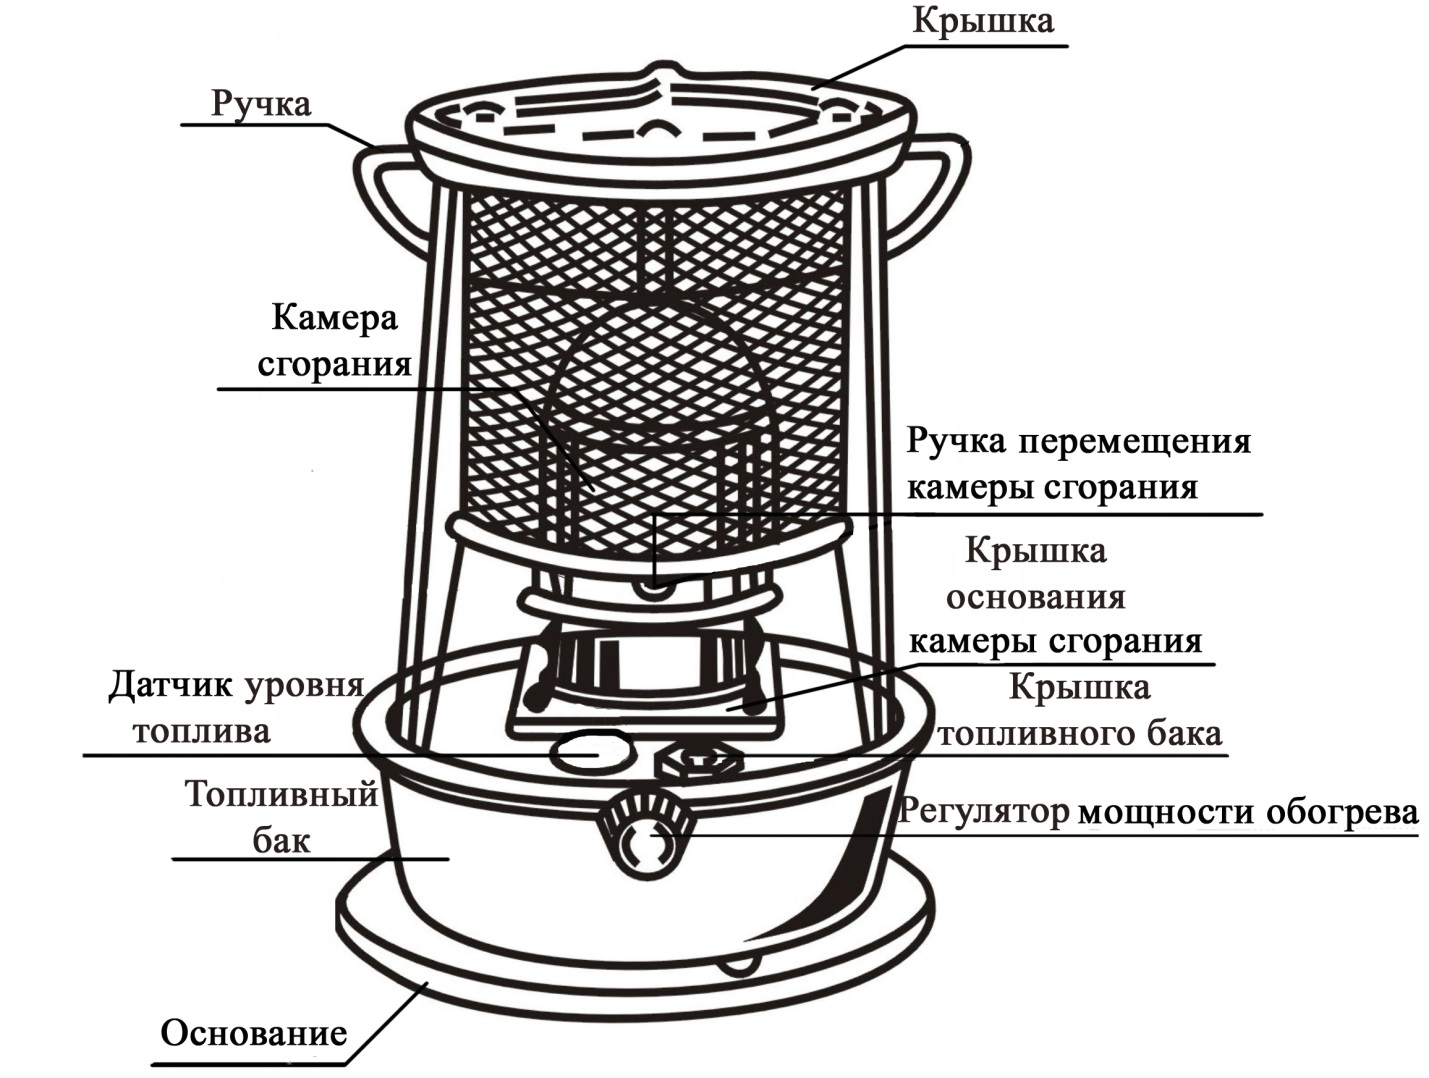 Крышка
Ручка
Камера
сгорания
Ручка перемещения
камеры сгорания
Крышка
основания
камеры сгорания
Датчик уровня
топлива
Крышка
топливного бака
Топливный
бак
Регулятор мощности обогрева
Основание